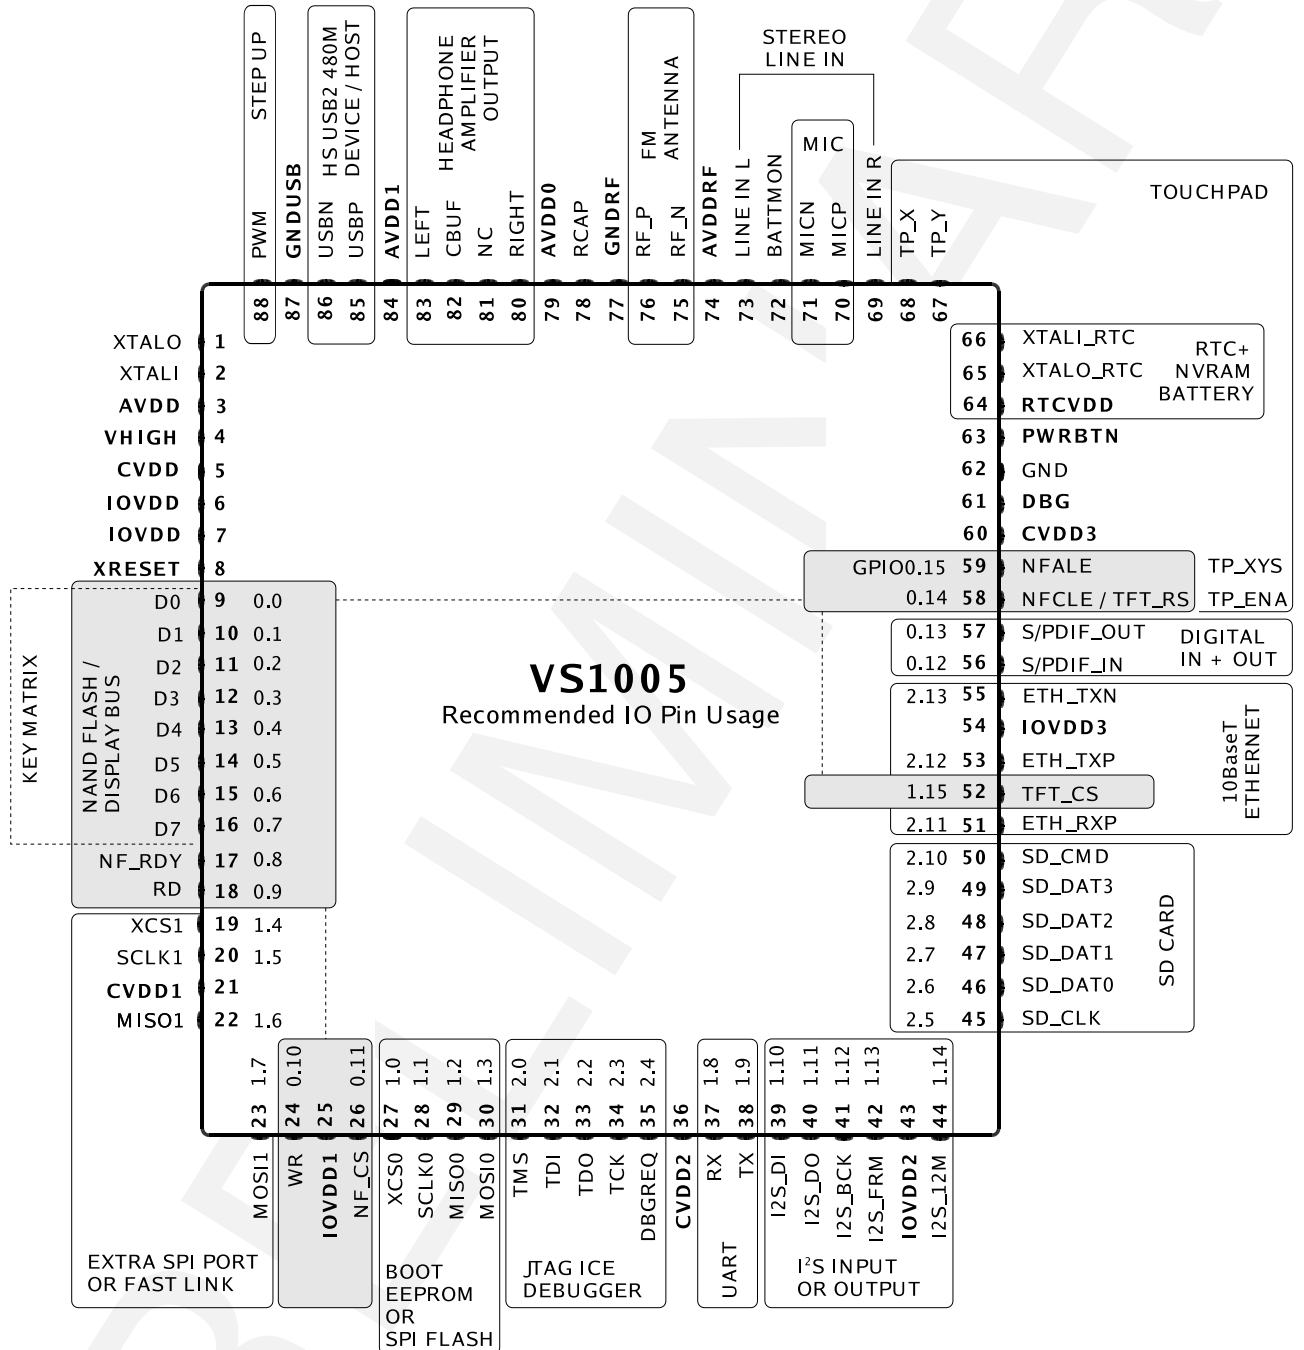 STEP UP
HS USB2 480M
DEVICE / HOST
HEADPHONE
AMPLIFIER
OUTPUT
FM
ANTENNA
STEREO
LINE IN
MIC
TOUCHPAD
PWM
GNDUSB
USBN
USBP
AVDD1
LEFT
CBUF
NC
RIGHT
AVDD0
RCAP
GNDRF
RF_P
RF_N
AVDDRF
LINE IN L
BATTMON
MICN
MICP
LINE IN R
TP_X
TP_Y
88
87
86
85
84
83
82
81
80
79
78
77
76
75
74
73
72
71
70
69
68
67
XTALO 1
XTALI 2
AVDD 3
VHIGH 4
CVDD 5
IOVDD 6
IOVDD 7
XRESET 8
D0 9 0.0
D1 10 0.1
D2 11 0.2
D3 12 0.3
D4 13 0.4
D5 14 0.5
D6 15 0.6
D7 16 0.7
NF_RDY 17 0.8
RD 18 0.9
XCS1 19 1.4
SCLK1 20 1.5
CVDD1 21
MISO1 22 1.6
KEY MATRIX
NAND FLASH /
DISPLAY BUS
VS1005
Recommended IO Pin Usage
66 XTALI_RTC
65 XTALO_RTC
64 RTCVDD
RTC+
NVRAM
BATTERY
63 PWRBTN
62 GND
61 DBG
60 CVDD3
GPIO0.15 59 NFALE TP_XYS
0.14 58 NFCLE / TFT_RS TP_ENA
0.13 57 S/PDIF_OUT
0.12 56 S/PDIF_IN
DIGITAL
IN + OUT
2.13 55 ETH_TXN
54 IOVDD3
2.12 53 ETH_TXP
1.15 52 TFT_CS
2.11 51 ETH_RXP
10BaseT
ETHERNET
2.10 50 SD_CMD
2.9 49 SD_DAT3
2.8 48 SD_DAT2
2.7 47 SD_DAT1
2.6 46 SD_DAT0
2.5 45 SD_CLK
SD CARD
1.7
0.10
0.11
1.0
1.1
1.2
1.3
2.0
2.1
2.2
2.3
2.4
1.8
1.9
1.10
1.11
1.12
1.13
1.14
23
24
25
26
27
28
29
30
31
32
33
34
35
36
37
38
39
40
41
42
43
44
MOSI1
WR
IOVDD1
NF_CS
XCS0
SCLK0
MISO0
MOSI0
TMS
TDI
TDO
TCK
DBGREQ
CVDD2
RX
TX
I2S_DI
I2S_DO
I2S_BCK
I2S_FRM
IOVDD2
I2S_12M
EXTRA SPI PORT
OR FAST LINK
BOOT
EEPROM
OR
SPI FLASH
JTAG ICE
DEBUGGER
UART
I²S INPUT
OR OUTPUT